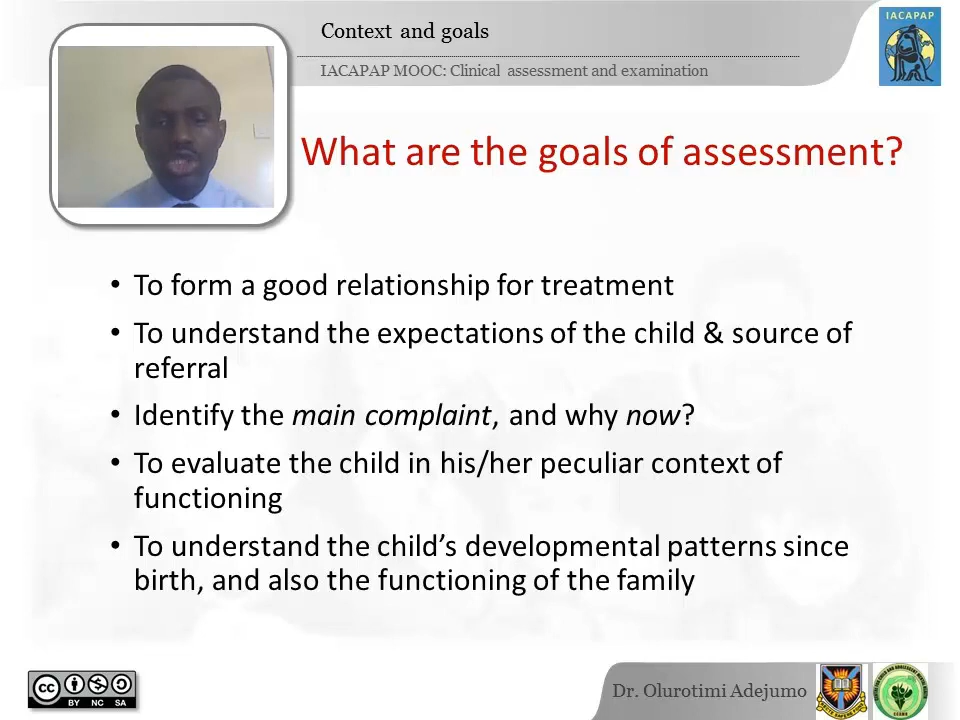 Context and goals
IACAPAP MOOC: Clinical assessment and examination
IACAPAP
What are the goals of assessment?
• To form a good relationship for treatment
• To understand the expectations of the child & source of
referral
• Identify the main complaint, and why now?
• To evaluate the child in his/her peculiar context of
functioning
• To understand the child’s developmental patterns since
birth, and also the functioning of the family
cc
BY NC SA
Dr. Olurotimi Adejumo